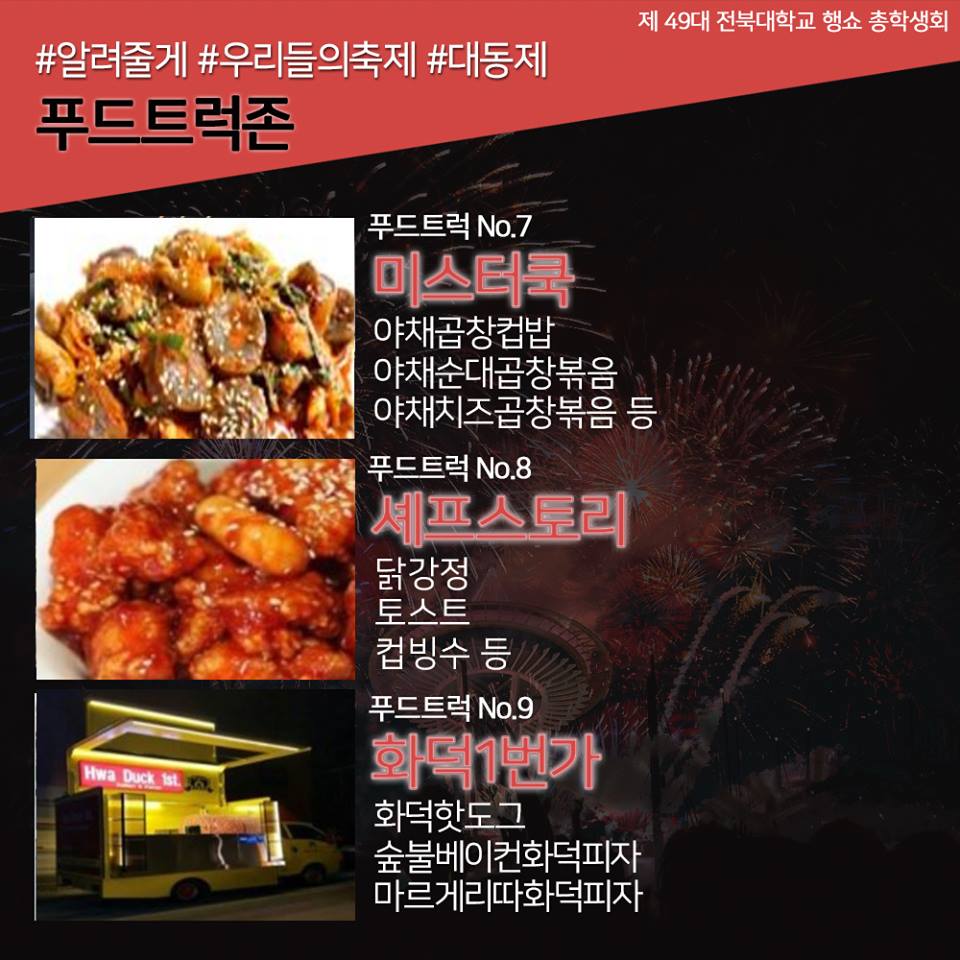 제 49대 전북대학교 행쇼 총학생회
#알려줄게 #우리들의축제 #대동제
푸드트럭존
푸드트럭 No.7
미스터쿡
야채곱창컵밥
야채순대곱창볶음
야채치즈곱창볶음 등
푸드트럭 No.8
셰프스토리
닭강정
토스트
컵빙수 등
푸드트럭 No.9
화덕1번가
Hwa Duck 1st.
화덕핫도그
숲불베이컨화덕피자
마르게리따화덕피자